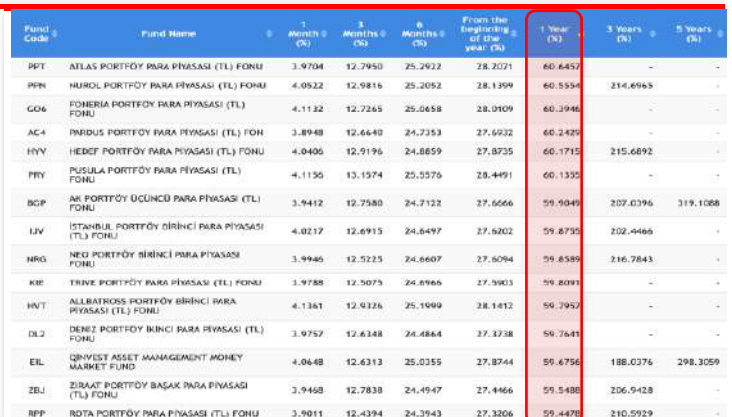 Fund Code Fund Name 1 Month (%) 3 Months (%) 6 Months (%) From the beginning of the year (%) 1 Year (%) 3 Years (%) 5 Years (%)
PPT ATLAS PORTFÖY PARA PİYASASI (TL) FONU 3.9704 12.7950 25.2922 28.2071 60.6457 - -
PPN NUROL PORTFÖY PARA PİYASASI (TL) FONU 4.0522 12.9816 25.2052 28.1399 60.5554 214.6965 -
GO6 FONERIA PORTFÖY PARA PİYASASI (TL) FONU 4.1132 12.7265 25.0658 28.0109 60.3946 - -
AC4 PARDUS PORTFÖY PARA PİYASASI (TL) FON 3.8948 12.6640 24.7353 27.6932 60.2429 - -
HYV HEDEF PORTFÖY PARA PİYASASI (TL) FONU 4.0406 12.9196 24.8859 27.8735 60.1715 215.6892 -
PRY PUSULA PORTFÖY PARA PİYASASI (TL) FONU 4.1156 13.1574 25.5576 28.4491 60.1355 - -
BGP AK PORTFÖY ÜÇÜNCÜ PARA PİYASASI (TL) FONU 3.9412 12.7580 24.7122 27.6666 59.9049 207.0396 319.1088
IJV İSTANBUL PORTFÖY BİRİNCİ PARA PİYASASI (TL) FONU 4.0217 12.6915 24.6497 27.6202 59.8755 202.4466 -
NRG NEO PORTFÖY BİRİNCİ PARA PİYASASI FONU 3.9946 12.5225 24.6607 27.6094 59.8589 216.7843 -
KIE TRIVE PORTFÖY PARA PİYASASI (TL) FONU 3.9788 12.5075 24.6966 27.5903 59.8091 - -
HVT ALLBATROSS PORTFÖY BİRİNCİ PARA PİYASASI (TL) FONU 4.1361 12.9326 25.1999 28.1412 59.7957 - -
DL2 DENİZ PORTFÖY İKİNCİ PARA PİYASASI (TL) FONU 3.9757 12.6348 24.4864 27.3738 59.7641 - -
EIL QINVEST ASSET MANAGEMENT MONEY MARKET FUND 4.0648 12.6313 25.0355 27.8744 59.6756 188.0376 298.3059
ZBJ ZİRAAT PORTFÖY BAŞAK PARA PİYASASI (TL) FONU 3.9468 12.7838 24.4947 27.4466 59.5488 206.9428 -
RPP ROTA PORTFÖY PARA PİYASASI (TL) FONU 3.9011 12.4394 24.3943 27.3206 59.4478 210.5929 -